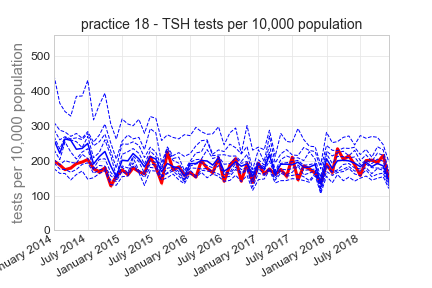 practice 18 - TSH tests per 10,000 population
tests per 10,000 population
500
400
300
200
100
0
nuary 2014
July 2014
January 2015
July 2015
January 2016
July 2016
January 2017
July 2017
January 2018
July 2018